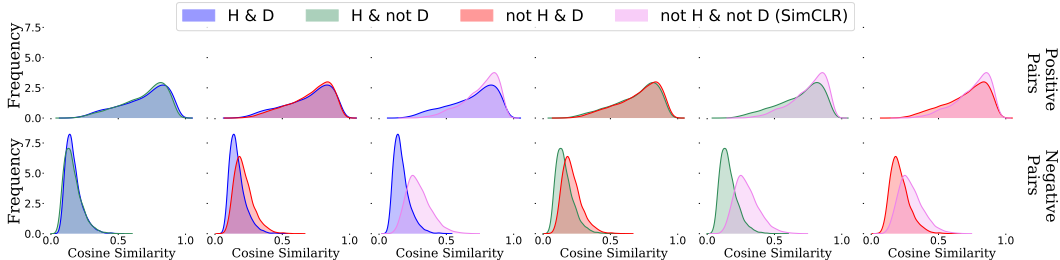 H & D H & not D not H & D not H & not D (SimCLR)
Frequency
7.5
5.0
2.5
0.0
Positive
Pairs
Frequency
7.5
5.0
2.5
0.0
Negative
Pairs
0.0 0.5 1.0 0.0 0.5 1.0 0.0 0.5 1.0 0.0 0.5 1.0 0.0 0.5 1.0 0.0 0.5 1.0
Cosine Similarity Cosine Similarity Cosine Similarity Cosine Similarity Cosine Similarity Cosine Similarity